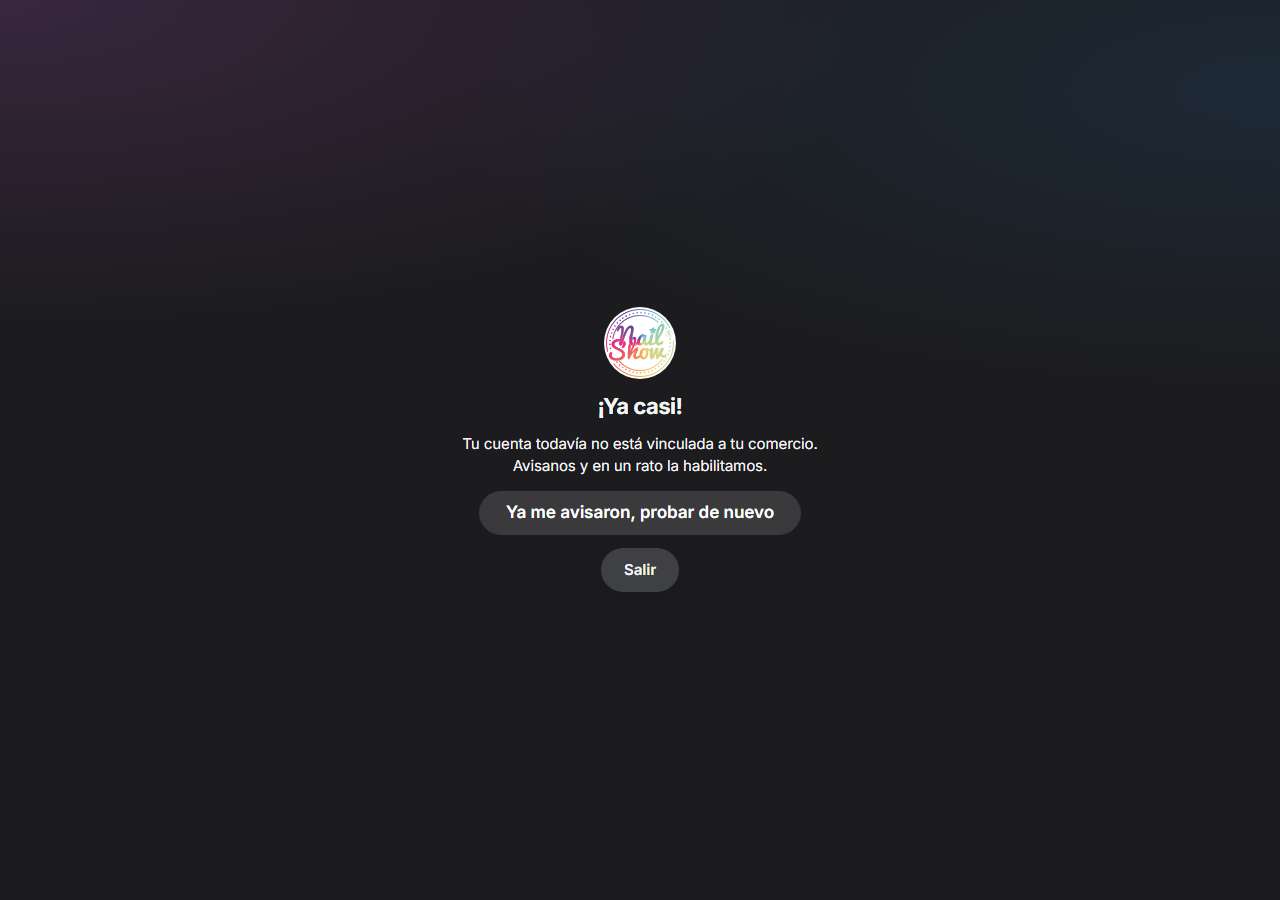 Nail
Show
¡Ya casi!
Tu cuenta todavía no está vinculada a tu comercio.
Avisanos y en un rato la habilitamos.
Ya me avisaron, probar de nuevo
Salir